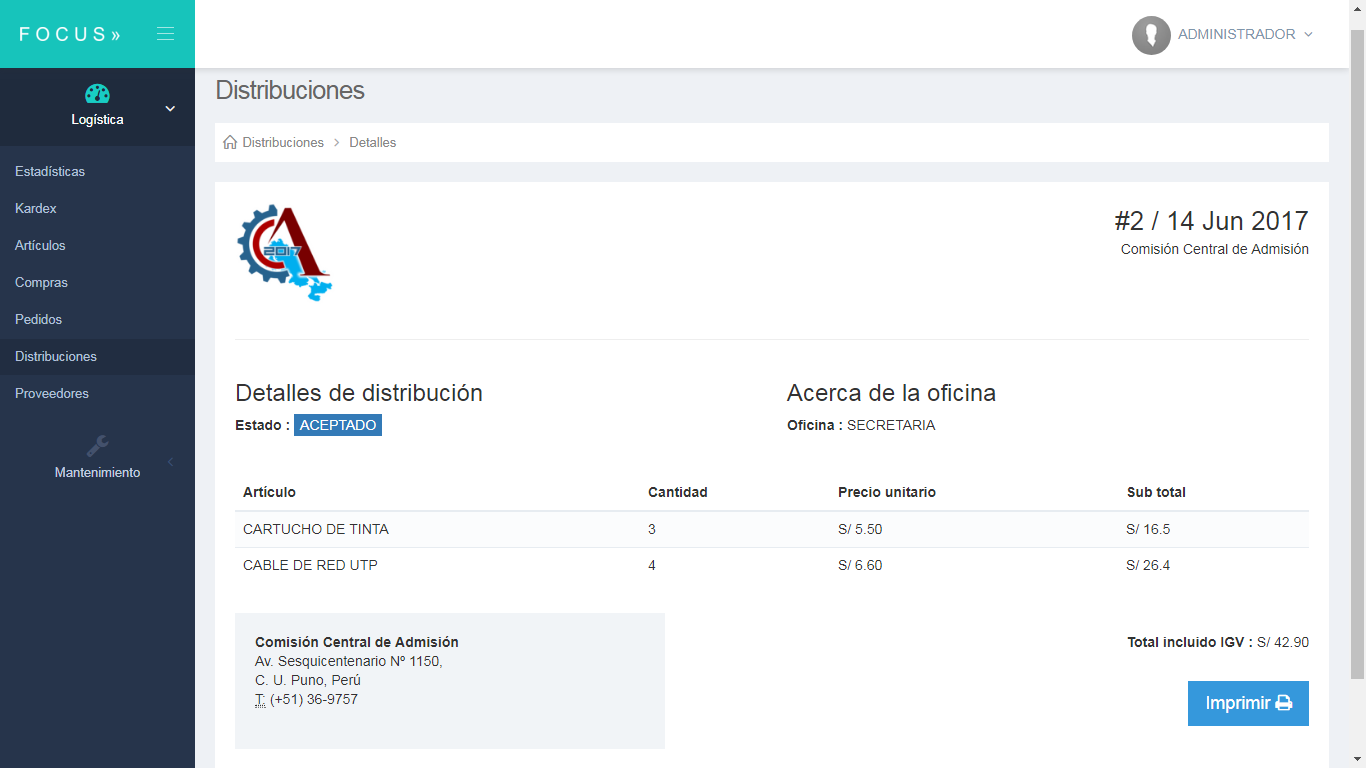 FOCUS»
ADMINISTRADOR
Logística
Estadísticas
Kardex
Artículos
Compras
Pedidos
Distribuciones
Proveedores
Mantenimiento
Distribuciones
Distribuciones > Detalles
CA 2017
#2 / 14 Jun 2017
Comisión Central de Admisión
Detalles de distribución
Estado : ACEPTADO
Acerca de la oficina
Oficina : SECRETARIA
Artículo Cantidad Precio unitario Sub total
CARTUCHO DE TINTA 3 S/ 5.50 S/ 16.5
CABLE DE RED UTP 4 S/ 6.60 S/ 26.4
Comisión Central de Admisión
Av. Sesquicentenario Nº 1150,
C. U. Puno, Perú
T: (+51) 36-9757
Total incluido IGV : S/ 42.90
Imprimir